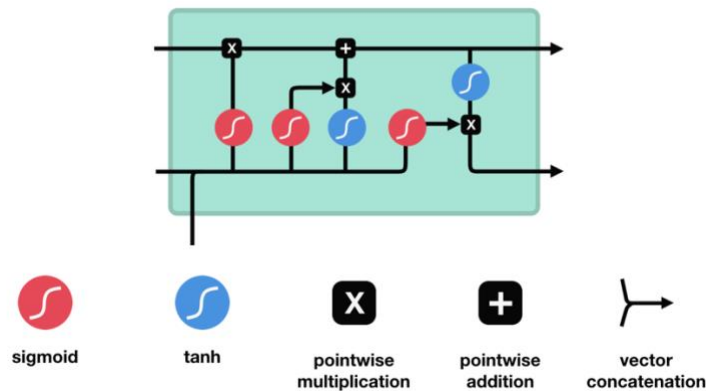 X
+
X
X
X
+
sigmoid
tanh
pointwise
multiplication
pointwise
addition
vector
concatenation